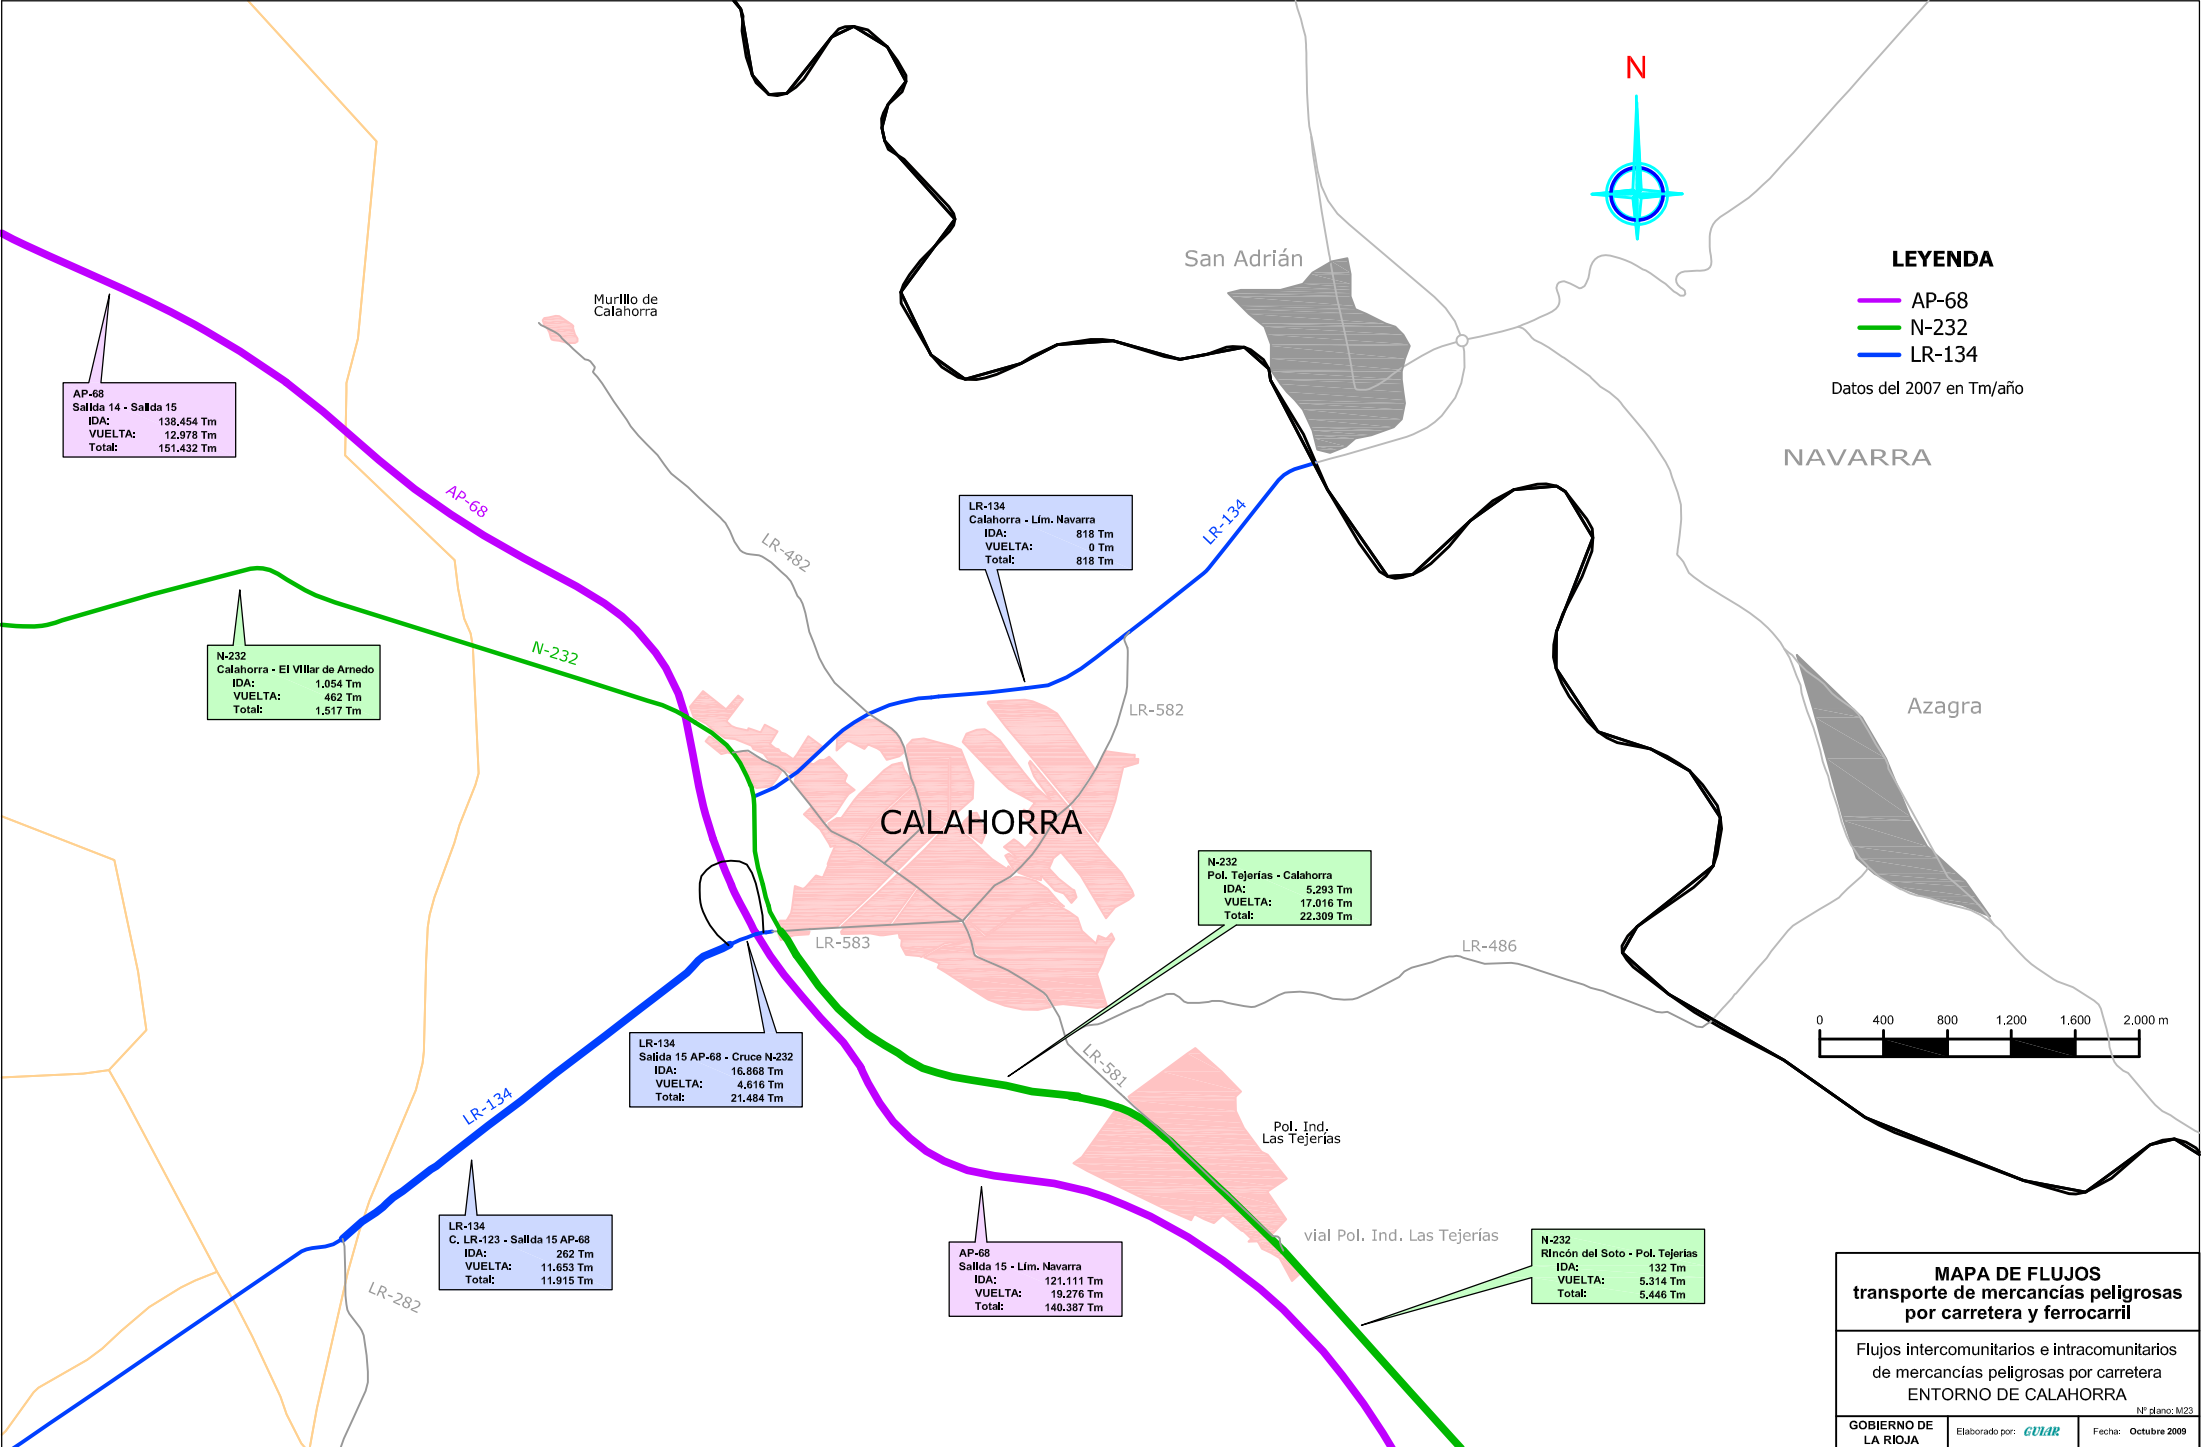 N
San Adrián
LEYENDA
AP-68
N-232
LR-134
Datos del 2007 en Tm/año
NAVARRA
Murillo de
Calahorra
AP-68
Salida 14 - Salida 15
IDA: 138.454 Tm
VUELTA: 12.978 Tm
Total: 151.432 Tm
AP-68
LR-482
LR-134
Calahorra - Lím. Navarra
IDA: 818 Tm
VUELTA: 0 Tm
Total: 818 Tm
LR-134
N-232
Calahorra - El Villar de Arnedo
IDA: 1.054 Tm
VUELTA: 462 Tm
Total: 1.517 Tm
N-232
LR-582
Azagra
CALAHORRA
N-232
Pol. Tejerías - Calahorra
IDA: 5.293 Tm
VUELTA: 17.016 Tm
Total: 22.309 Tm
LR-583
LR-486
0 400 800 1.200 1.600 2.000 m
LR-134
Salida 15 AP-68 - Cruce N-232
IDA: 16.868 Tm
VUELTA: 4.616 Tm
Total: 21.484 Tm
LR-581
LR-134
Pol. Ind.
Las Tejerías
LR-134
C. LR-123 - Salida 15 AP-68
IDA: 262 Tm
VUELTA: 11.653 Tm
Total: 11.915 Tm
LR-282
AP-68
Salida 15 - Lím. Navarra
IDA: 121.111 Tm
VUELTA: 19.276 Tm
Total: 140.387 Tm
vial Pol. Ind. Las Tejerías
N-232
Rincón del Soto - Pol. Tejerias
IDA: 132 Tm
VUELTA: 5.314 Tm
Total: 5.446 Tm
MAPA DE FLUJOS
transporte de mercancías peligrosas
por carretera y ferrocarril
Flujos intercomunitarios e intracomunitarios
de mercancías peligrosas por carretera
ENTORNO DE CALAHORRA
Nº plano: M23
GOBIERNO DE
LA RIOJA
Elaborado por: GUIAR
Fecha: Octubre 2009